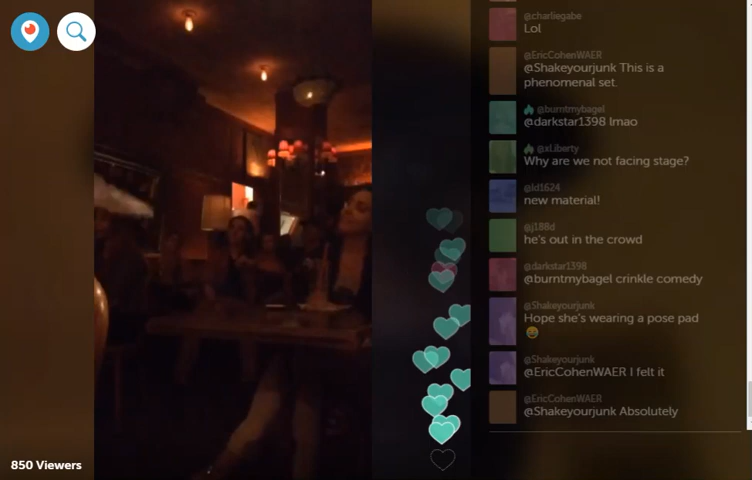 @charliegabe
Lol
@EricCohenWAER
@Shakeyourjunk This is a
phenomenal set.
@burntmybagel
@darkstar1398 lmao
@xLiberty
Why are we not facing stage?
@ld1624
new material!
@j188d
he's out in the crowd
@darkstar1398
@burntmybagel crinkle comedy
@Shakeyourjunk
Hope she's wearing a pose pad
😂
@Shakeyourjunk
@EricCohenWAER I felt it
@EricCohenWAER
@Shakeyourjunk Absolutely
850 Viewers